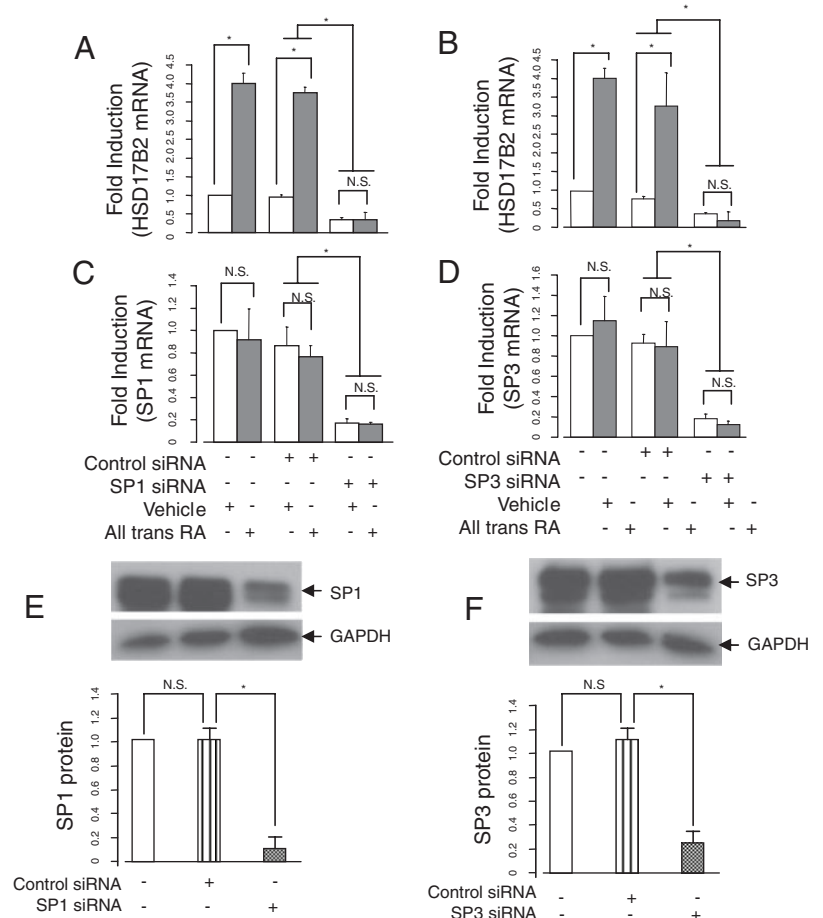 A
Fold Induction
(HSD17B2 mRNA)
0 0.5 1.0 1.5 2.0 2.5 3.0 3.5 4.0 4.5
*
*
*
N.S.
B
Fold Induction
(HSD17B2 mRNA)
0 0.5 1.0 1.5 2.0 2.5 3.0 3.5 4.0 4.5
*
*
*
N.S.
C
Fold Induction
(SP1 mRNA)
0 0.2 0.4 0.6 0.8 1.0 1.2 1.4
N.S.
N.S.
*
N.S.
D
Fold Induction
(SP3 mRNA)
0 0.2 0.4 0.6 0.8 1.0 1.2 1.4 1.6
N.S.
N.S.
*
N.S.
Control siRNA - - + + - -
SP1 siRNA - - - - + +
Vehicle + - + - + -
All trans RA - + - + - +
Control siRNA - - + + - -
SP3 siRNA - - - - + +
Vehicle + - + - + -
All trans RA - + - + - +
E
SP1
GAPDH
SP1 protein
0 0.2 0.4 0.6 0.8 1.0 1.2 1.4
N.S.
*
Control siRNA - + -
SP1 siRNA - - +
F
SP3
GAPDH
SP3 protein
0 0.2 0.4 0.6 0.8 1.0 1.2 1.4
N.S
*
Control siRNA - + -
SP3 siRNA - - +